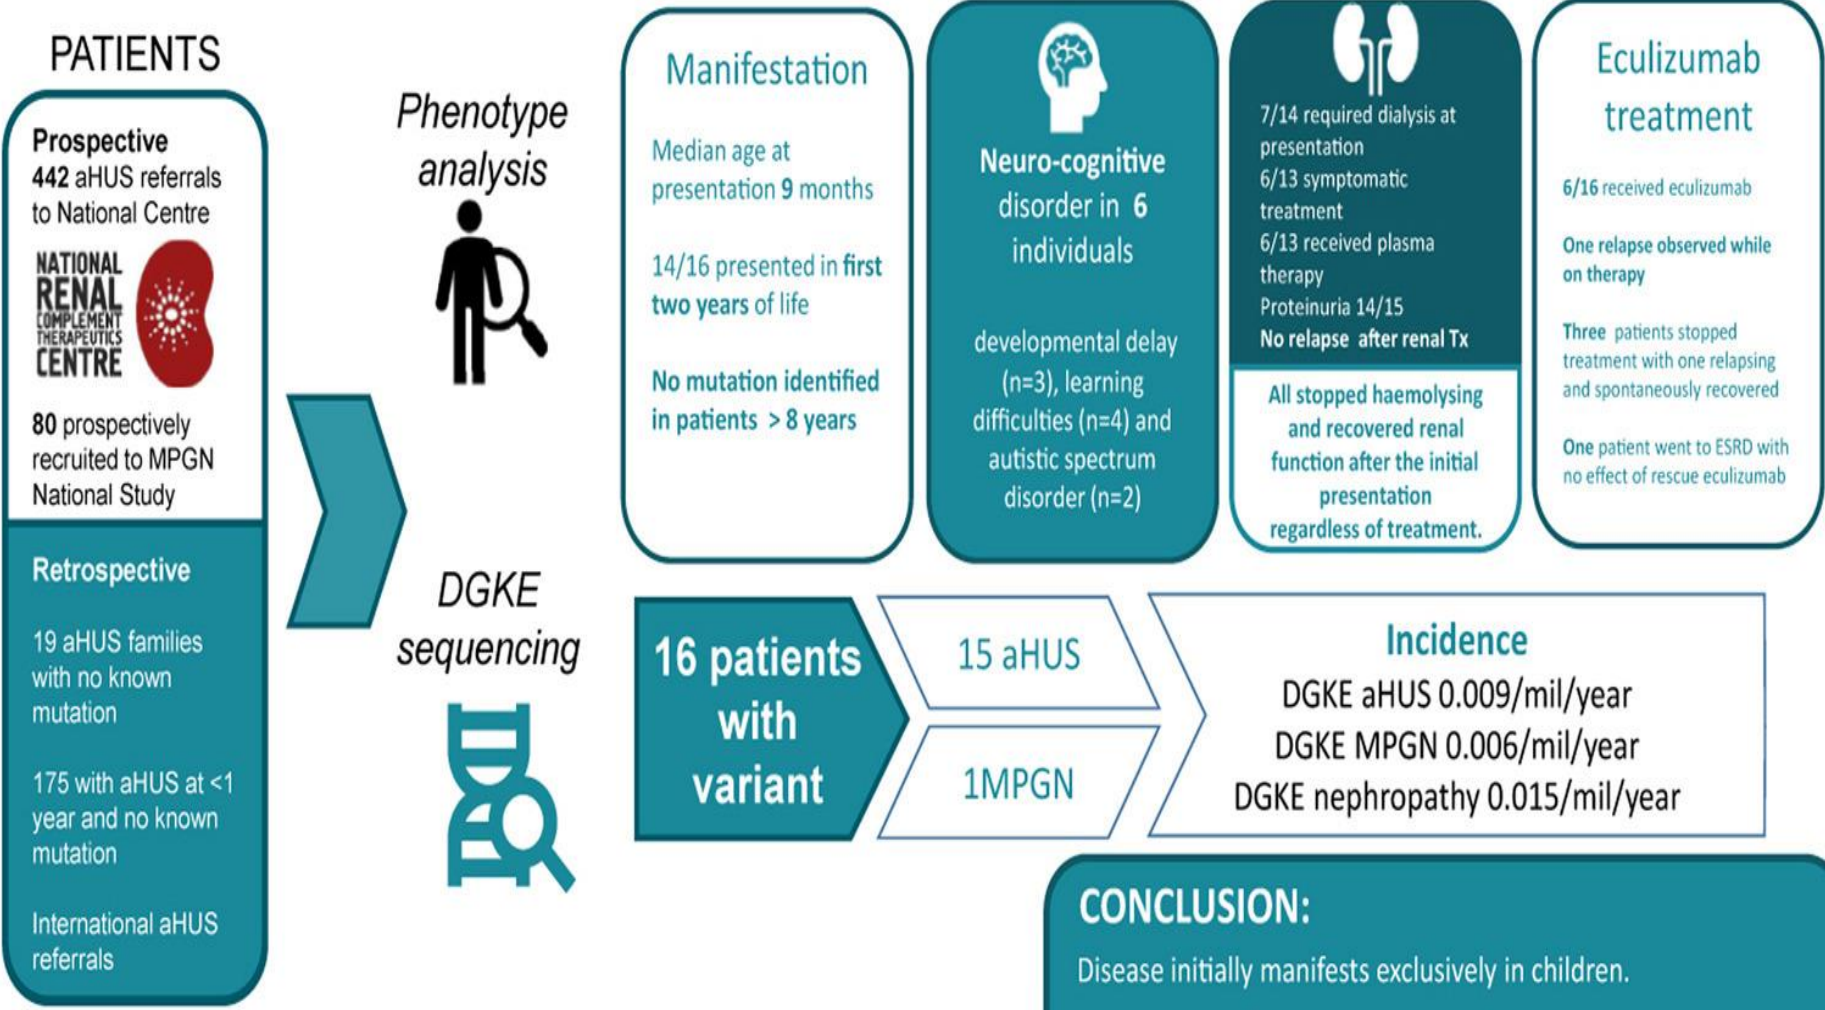 PATIENTS
Prospective
442 aHUS referrals
to National Centre
NATIONAL
RENAL
COMPLEMENT
THERAPEUTICS
CENTRE
80 prospectively
recruited to MPGN
National Study
Retrospective
19 aHUS families
with no known
mutation
175 with aHUS at <1
year and no known
mutation
International aHUS
referrals
Phenotype
analysis
DGKE
sequencing
Manifestation
Median age at
presentation 9 months
14/16 presented in first
two years of life
No mutation identified
in patients > 8 years
Neuro-cognitive
disorder in 6
individuals
developmental delay
(n=3), learning
difficulties (n=4) and
autistic spectrum
disorder (n=2)
7/14 required dialysis at
presentation
6/13 symptomatic
treatment
6/13 received plasma
therapy
Proteinuria 14/15
No relapse after renal Tx
All stopped haemolysing
and recovered renal
function after the initial
presentation
regardless of treatment.
Eculizumab
treatment
6/16 received eculizumab
One relapse observed while
on therapy
Three patients stopped
treatment with one relapsing
and spontaneously recovered
One patient went to ESRD with
no effect of rescue eculizumab
16 patients
with
variant
15 aHUS
1MPGN
Incidence
DGKE aHUS 0.009/mil/year
DGKE MPGN 0.006/mil/year
DGKE nephropathy 0.015/mil/year
CONCLUSION:
Disease initially manifests exclusively in children.